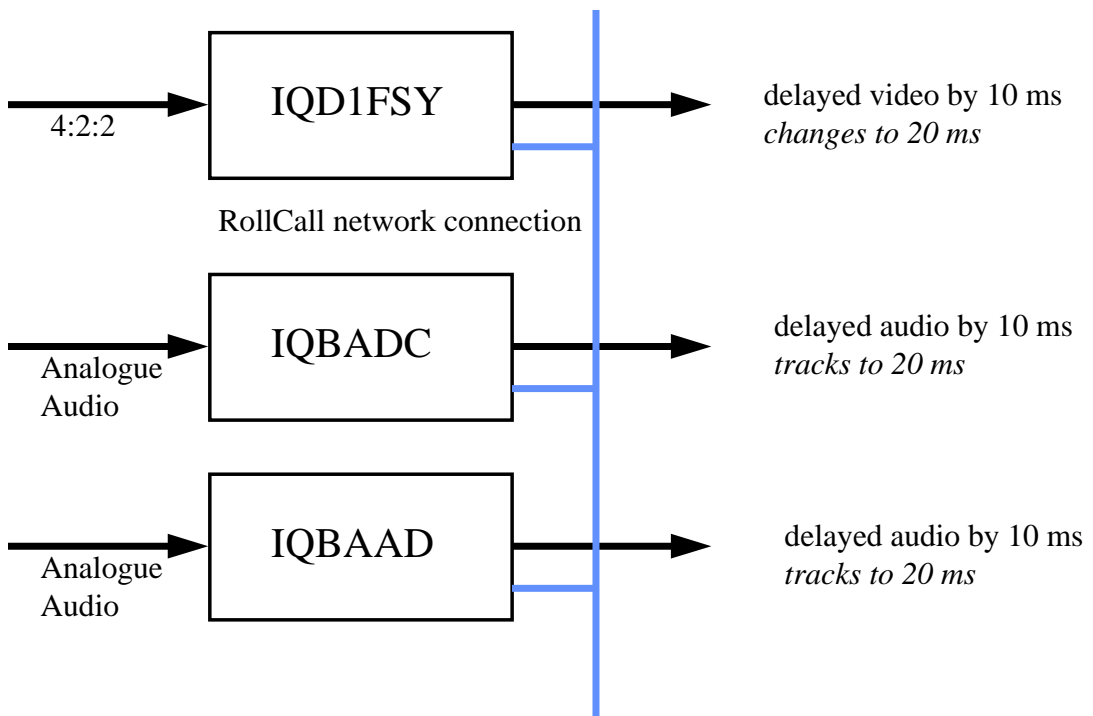 IQD1FSY
4:2:2
delayed video by 10 ms
changes to 20 ms
RollCall network connection
IQBADC
Analogue
Audio
delayed audio by 10 ms
tracks to 20 ms
IQBAAD
Analogue
Audio
delayed audio by 10 ms
tracks to 20 ms